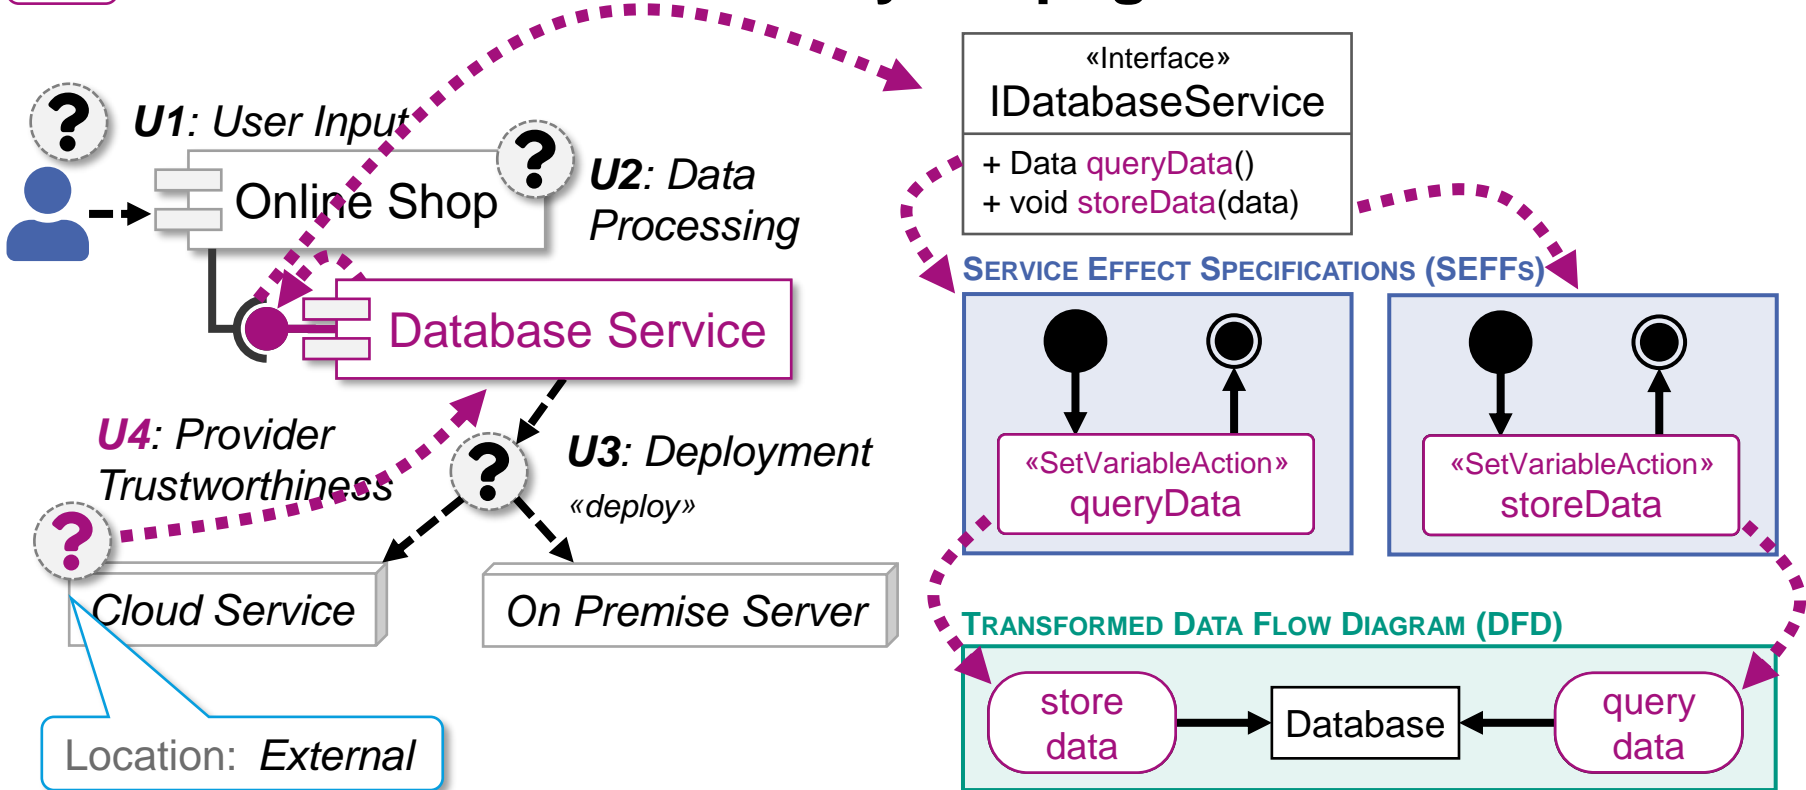 ?
U1: User Input
Online Shop
?
U2: Data
Processing
Database Service
U4: Provider
Trustworthiness
?
U3: Deployment
«deploy»
?
Cloud Service
On Premise Server
Location: External
«Interface»
IDatabaseService
+ Data queryData()
+ void storeData(data)
SERVICE EFFECT SPECIFICATIONS (SEFFS)
«SetVariableAction»
queryData
«SetVariableAction»
storeData
TRANSFORMED DATA FLOW DIAGRAM (DFD)
store
data
Database
query
data